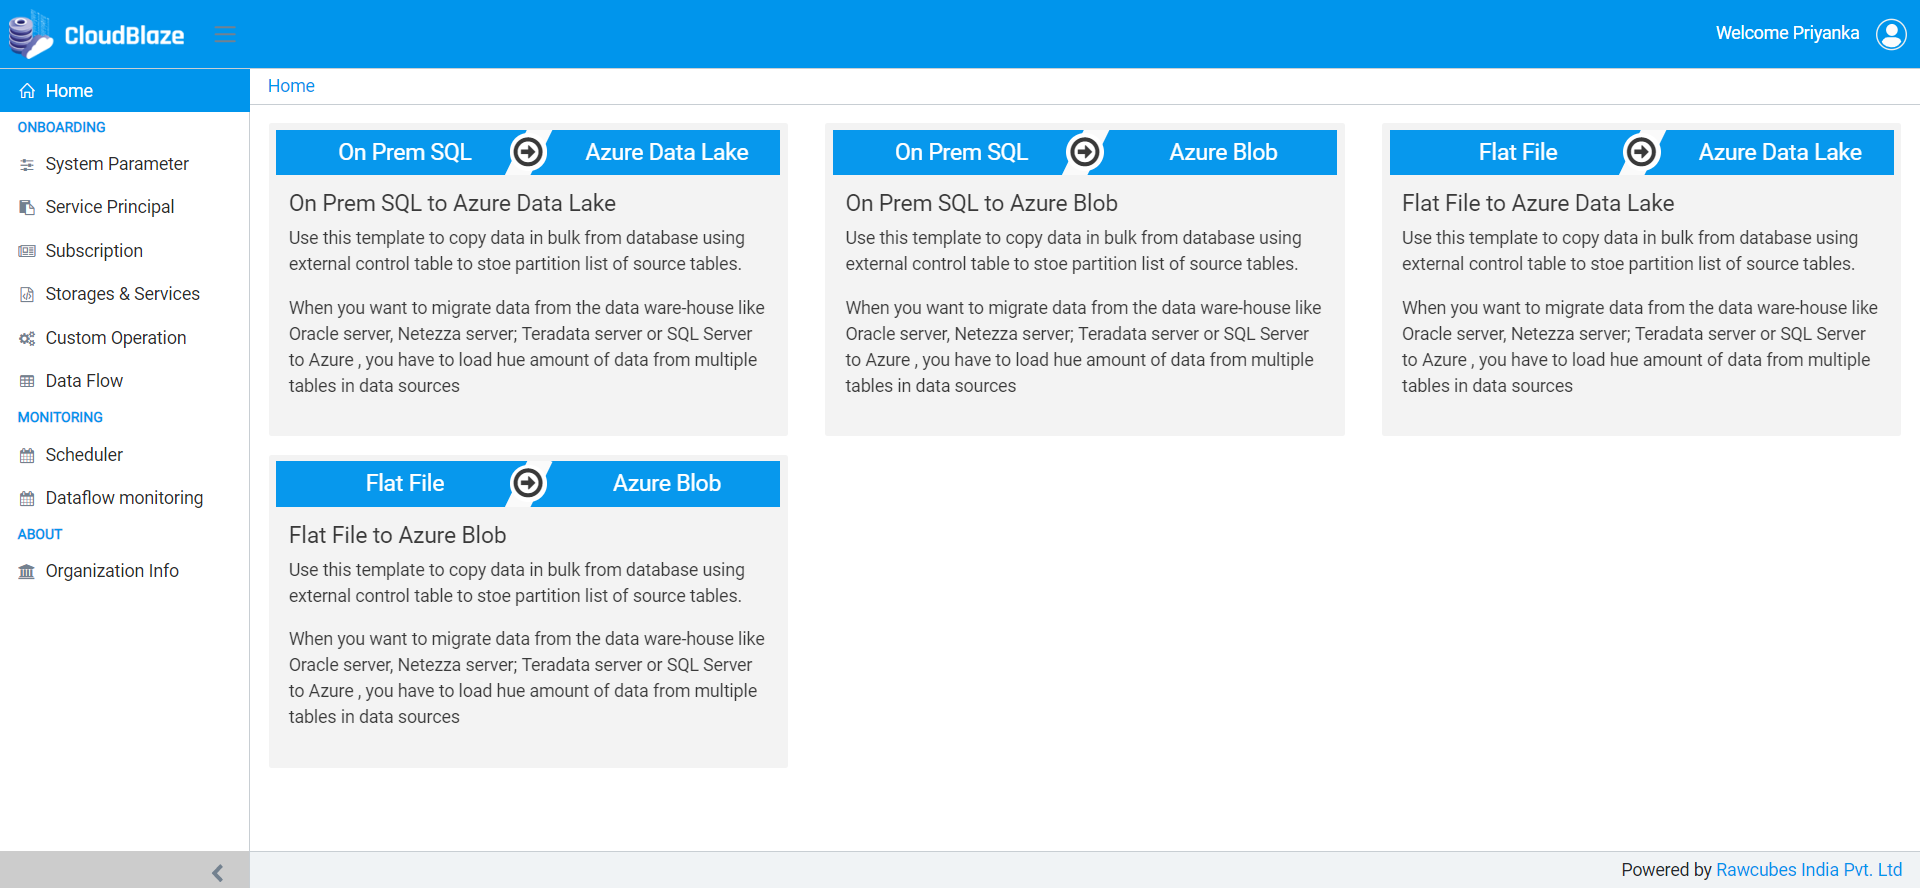 CloudBlaze
Welcome Priyanka
Home
ONBOARDING
System Parameter
Service Principal
Subscription
Storages & Services
Custom Operation
Data Flow
MONITORING
Scheduler
Dataflow monitoring
ABOUT
Organization Info
Home
On Prem SQL
Azure Data Lake
On Prem SQL to Azure Data Lake
Use this template to copy data in bulk from database using
external control table to stoe partition list of source tables.
When you want to migrate data from the data ware-house like
Oracle server, Netezza server; Teradata server or SQL Server
to Azure , you have to load hue amount of data from multiple
tables in data sources
On Prem SQL
Azure Blob
On Prem SQL to Azure Blob
Use this template to copy data in bulk from database using
external control table to stoe partition list of source tables.
When you want to migrate data from the data ware-house like
Oracle server, Netezza server; Teradata server or SQL Server
to Azure , you have to load hue amount of data from multiple
tables in data sources
Flat File
Azure Data Lake
Flat File to Azure Data Lake
Use this template to copy data in bulk from database using
external control table to stoe partition list of source tables.
When you want to migrate data from the data ware-house like
Oracle server, Netezza server; Teradata server or SQL Server
to Azure , you have to load hue amount of data from multiple
tables in data sources
Flat File
Azure Blob
Flat File to Azure Blob
Use this template to copy data in bulk from database using
external control table to stoe partition list of source tables.
When you want to migrate data from the data ware-house like
Oracle server, Netezza server; Teradata server or SQL Server
to Azure , you have to load hue amount of data from multiple
tables in data sources
Powered by Rawcubes India Pvt. Ltd